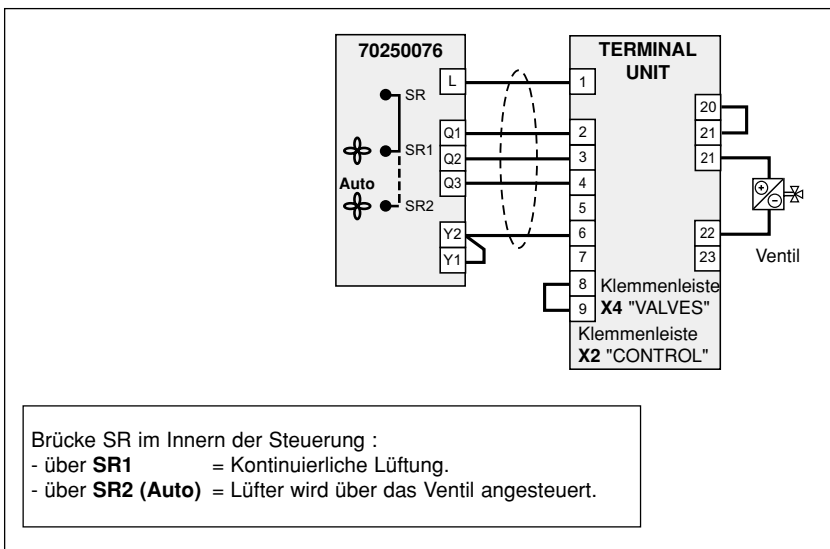 70250076
TERMINAL
UNIT
L
1
SR
20
Q1
2
21
SR1
Q2
3
21
Auto
Q3
4
SR2
5
Y2
6
22
Y1
7
23
Ventil
8
Klemmenleiste
9
X4 "VALVES"
Klemmenleiste
X2 "CONTROL"
Brücke SR im Innern der Steuerung :
- über SR1 = Kontinuierliche Lüftung.
- über SR2 (Auto) = Lüfter wird über das Ventil angesteuert.